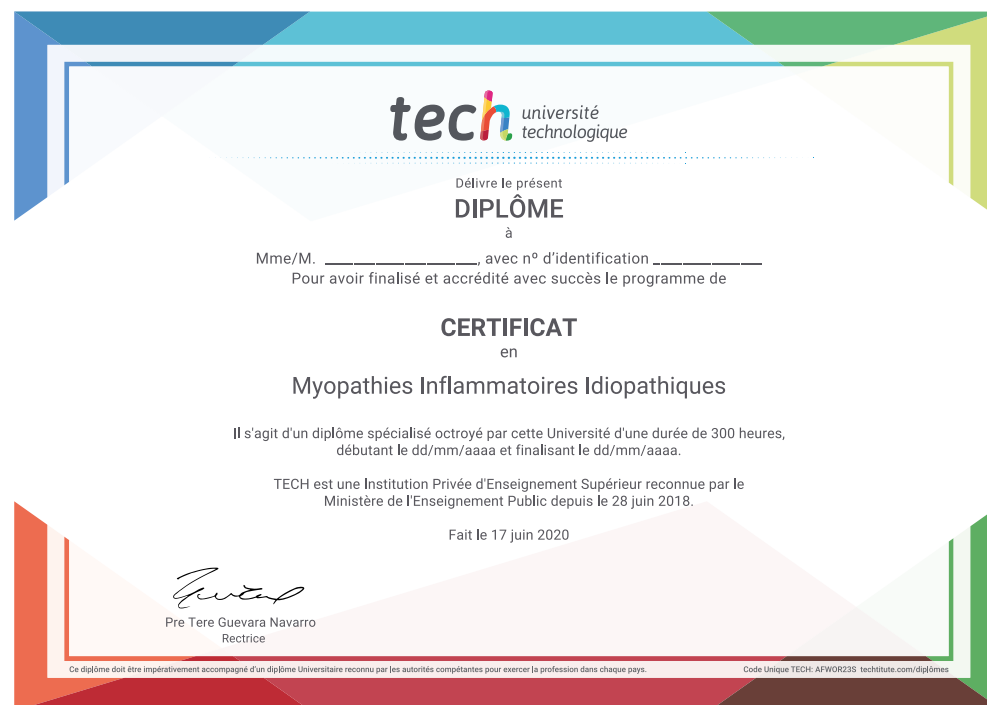 tech université
technologique
Délivre le présent
DIPLÔME
à
Mme/M. ___________________, avec nº d'identification _____________
Pour avoir finalisé et accrédité avec succès le programme de
CERTIFICAT
en
Myopathies Inflammatoires Idiopathiques
Il s'agit d'un diplôme spécialisé octroyé par cette Université d'une durée de 300 heures,
débutant le dd/mm/aaaa et finalisant le dd/mm/aaaa.
TECH est une Institution Privée d'Enseignement Supérieur reconnue par le
Ministère de l'Enseignement Public depuis le 28 juin 2018.
Fait le 17 juin 2020
Pre Tere Guevara Navarro
Rectrice
Ce diplôme doit être impérativement accompagné d'un diplôme Universitaire reconnu par les autorités compétantes pour exercer la profession dans chaque pays.
Code Unique TECH: AFWOR23S techtitute.com/diplômes